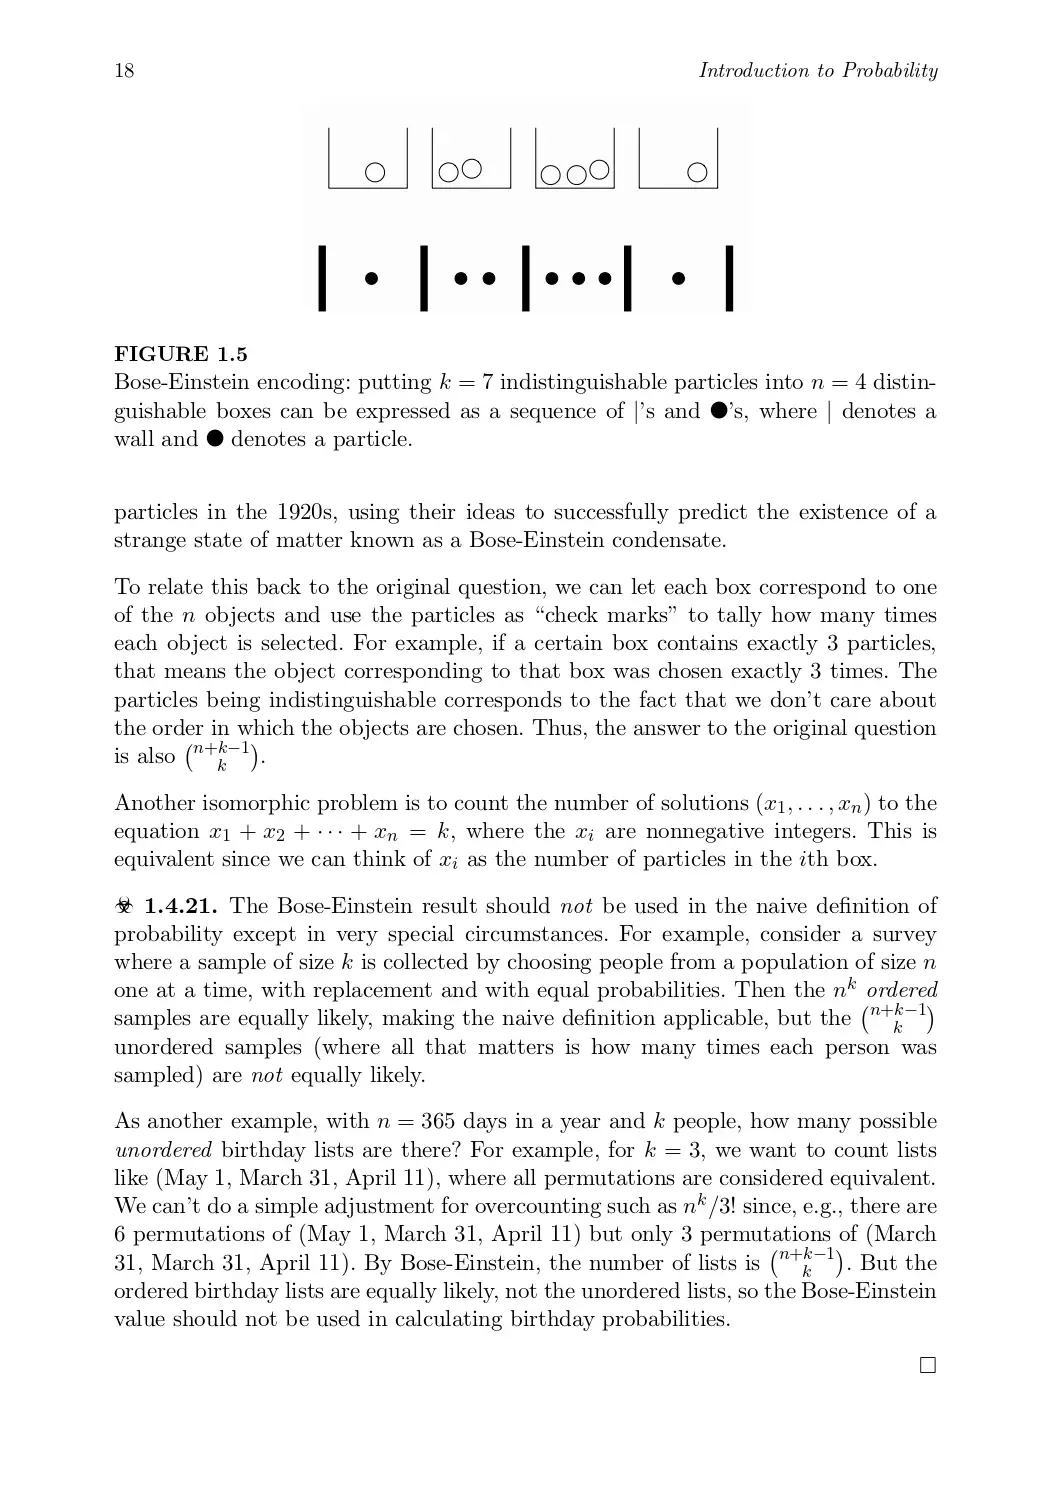 18 Introduction to Probability
FIGURE 1.5
Bose-Einstein encoding: putting k = 7 indistinguishable particles into n = 4 distin-
guishable boxes can be expressed as a sequence of |'s and ●'s, where | denotes a
wall and ● denotes a particle.
particles in the 1920s, using their ideas to successfully predict the existence of a
strange state of matter known as a Bose-Einstein condensate.
To relate this back to the original question, we can let each box correspond to one
of the n objects and use the particles as “check marks” to tally how many times
each object is selected. For example, if a certain box contains exactly 3 particles,
that means the object corresponding to that box was chosen exactly 3 times. The
particles being indistinguishable corresponds to the fact that we don't care about
the order in which the objects are chosen. Thus, the answer to the original question
is also \binom{n+k−1}{k}.
Another isomorphic problem is to count the number of solutions (x₁, . . . , xₙ) to the
equation x₁ + x₂ + · · · + xₙ = k, where the xᵢ are nonnegative integers. This is
equivalent since we can think of xᵢ as the number of particles in the ith box.
☣ 1.4.21. The Bose-Einstein result should not be used in the naive definition of
probability except in very special circumstances. For example, consider a survey
where a sample of size k is collected by choosing people from a population of size n
one at a time, with replacement and with equal probabilities. Then the nᵏ ordered
samples are equally likely, making the naive definition applicable, but the \binom{n+k−1}{k}
unordered samples (where all that matters is how many times each person was
sampled) are not equally likely.
As another example, with n = 365 days in a year and k people, how many possible
unordered birthday lists are there? For example, for k = 3, we want to count lists
like (May 1, March 31, April 11), where all permutations are considered equivalent.
We can't do a simple adjustment for overcounting such as nᵏ/3! since, e.g., there are
6 permutations of (May 1, March 31, April 11) but only 3 permutations of (March
31, March 31, April 11). By Bose-Einstein, the number of lists is \binom{n+k−1}{k}. But the
ordered birthday lists are equally likely, not the unordered lists, so the Bose-Einstein
value should not be used in calculating birthday probabilities.
□